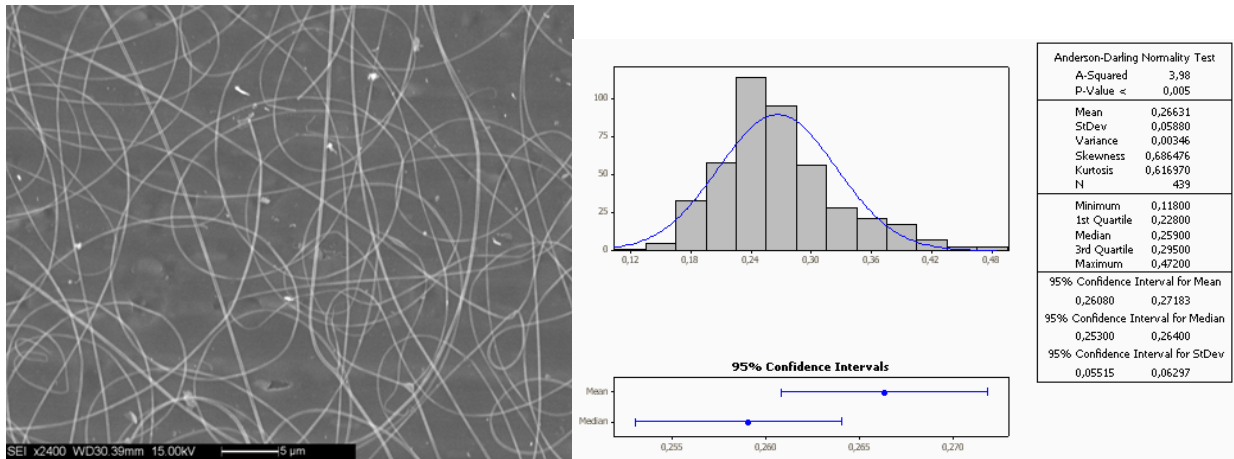 SEI x2400 WD30.39mm 15.00kV 5 µm
100
75
50
25
0
0,12 0,18 0,24 0,30 0,36 0,42 0,48
95% Confidence Intervals
Mean
Median
0,255 0,260 0,265 0,270
Anderson-Darling Normality Test
A-Squared 3,98
P-Value < 0,005
Mean 0,26631
StDev 0,05880
Variance 0,00346
Skewness 0,686476
Kurtosis 0,616970
N 439
Minimum 0,11800
1st Quartile 0,22800
Median 0,25900
3rd Quartile 0,29500
Maximum 0,47200
95% Confidence Interval for Mean
0,26080 0,27183
95% Confidence Interval for Median
0,25300 0,26400
95% Confidence Interval for StDev
0,05515 0,06297